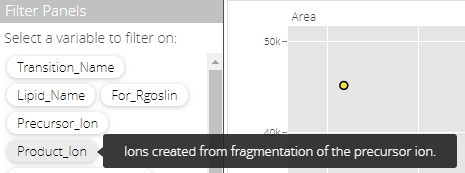 Filter Panels
Select a variable to filter on:
Transition_Name
Lipid_Name For_Rgoslin
Precursor_Ion
Product_Ion
Ions created from fragmentation of the precursor ion.
Area
50k
40k